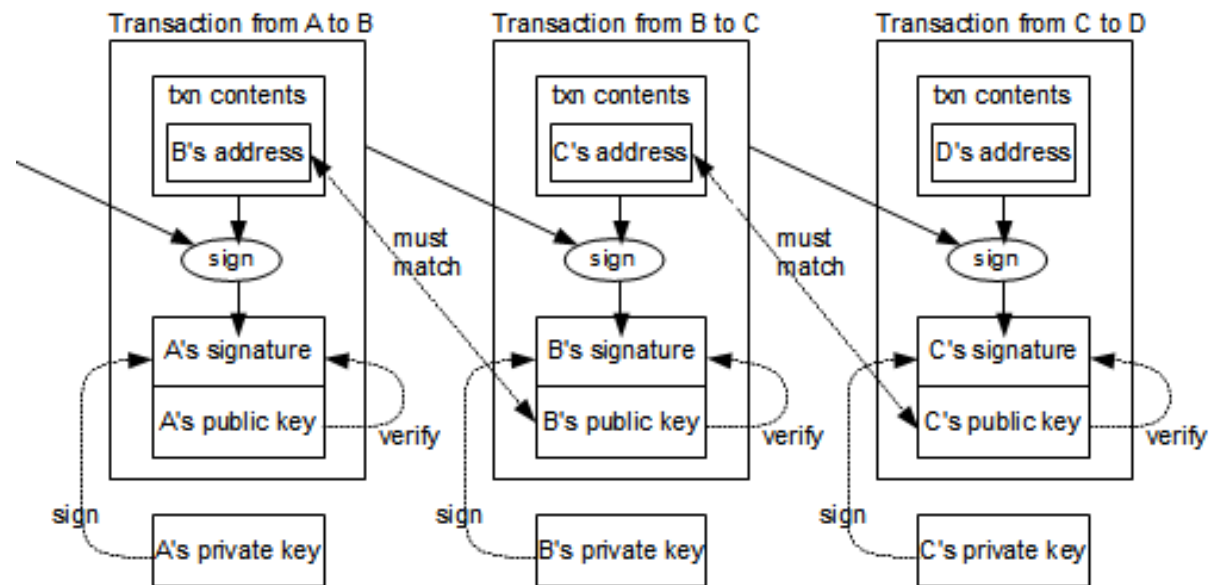 Transaction from A to B
txn contents
B's address
sign
A's signature
A's public key
verify
sign
A's private key
must
match
Transaction from B to C
txn contents
C's address
sign
B's signature
B's public key
verify
sign
B's private key
must
match
Transaction from C to D
txn contents
D's address
sign
C's signature
C's public key
verify
sign
C's private key